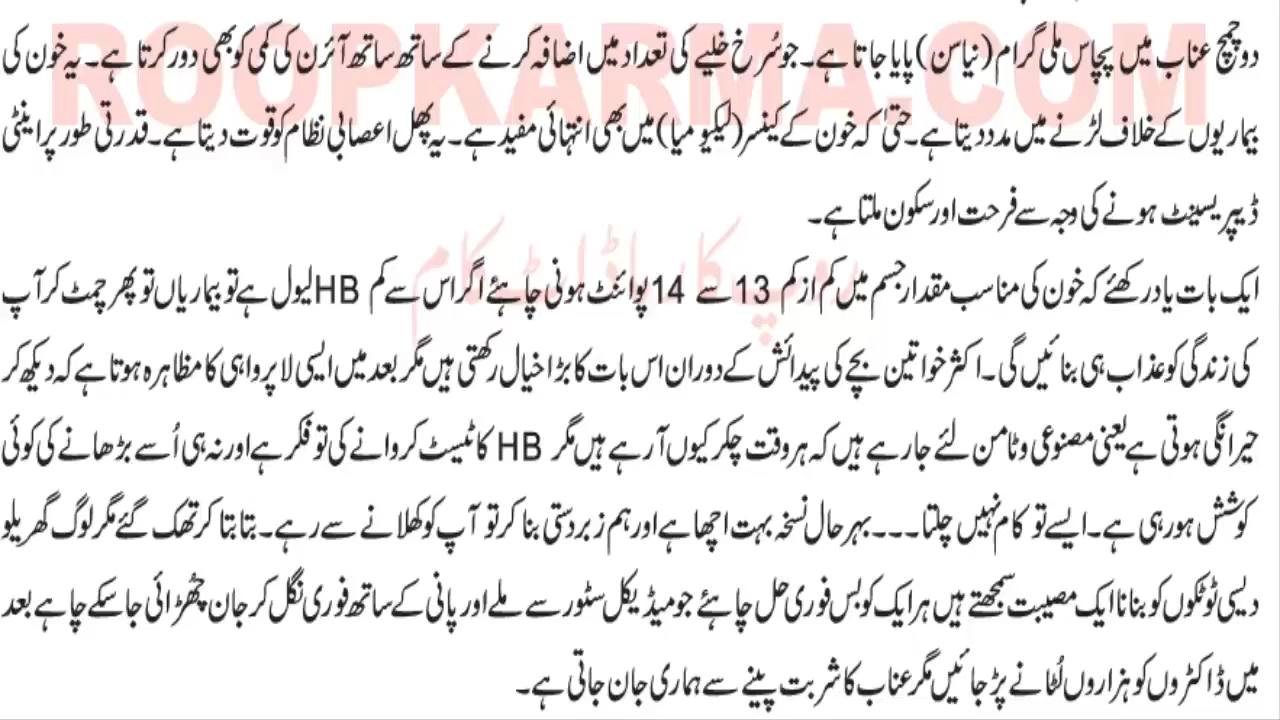 ROOPKARMA.COM
دو چمچ عناب میں پچاس ملی گرام (نیاسن) پایا جاتا ہے۔ جو سُرخ خلیے کی تعداد میں اضافہ کرنے کے ساتھ ساتھ آئرن کی کمی کو بھی دور کرتا ہے۔ یہ خون کی
بیماریوں کے خلاف لڑنے میں مدد دیتا ہے۔ حتیٰ کہ خون کے کینسر (لیکیو میا) میں بھی انتہائی مفید ہے۔ یہ پھل اعصابی نظام کو قوت دیتا ہے۔ قدرتی طور پر اینٹی
ڈیپریسینٹ ہونے کی وجہ سے فرحت اور سکون ملتا ہے۔
روپ کارما ڈاٹ کام
ایک بات یاد رکھئے کہ خون کی مناسب مقدار جسم میں کم از کم 13 سے 14 پوائنٹ ہونی چاہئے اگر اس سے کم HB لیول ہے تو بیماریاں تو پھر چمٹ کر آپ
کی زندگی کو عذاب ہی بنائیں گی۔ اکثر خواتین بچے کی پیدائش کے دوران اس بات کا بڑا خیال رکھتی ہیں مگر بعد میں ایسی لاپرواہی کا مظاہرہ ہوتا ہے کہ دیکھ کر
حیرانگی ہوتی ہے یعنی مصنوعی وٹامن لئے جا رہے ہیں کہ ہر وقت چکر کیوں آ رہے ہیں مگر HB کا ٹیسٹ کروانے کی تو فکر ہے اور نہ ہی اُسے بڑھانے کی کوئی
کوشش ہو رہی ہے۔ ایسے تو کام نہیں چلتا۔۔۔ بہر حال نسخہ بہت اچھا ہے اور ہم زبردستی بنا کر تو آپ کو کھلانے سے رہے۔ بتا بتا کر تھک گئے مگر لوگ گھریلو
دیسی ٹوٹکوں کو بنانا ایک مصیبت سمجھتے ہیں ہر ایک کو بس فوری حل چاہئے جو میڈیکل سٹور سے ملے اور پانی کے ساتھ فوری نگل کر جان چھڑائی جا سکے چاہے بعد
میں ڈاکٹروں کو ہزاروں لُٹانے پڑ جائیں مگر عناب کا شربت پینے سے ہماری جان جاتی ہے۔